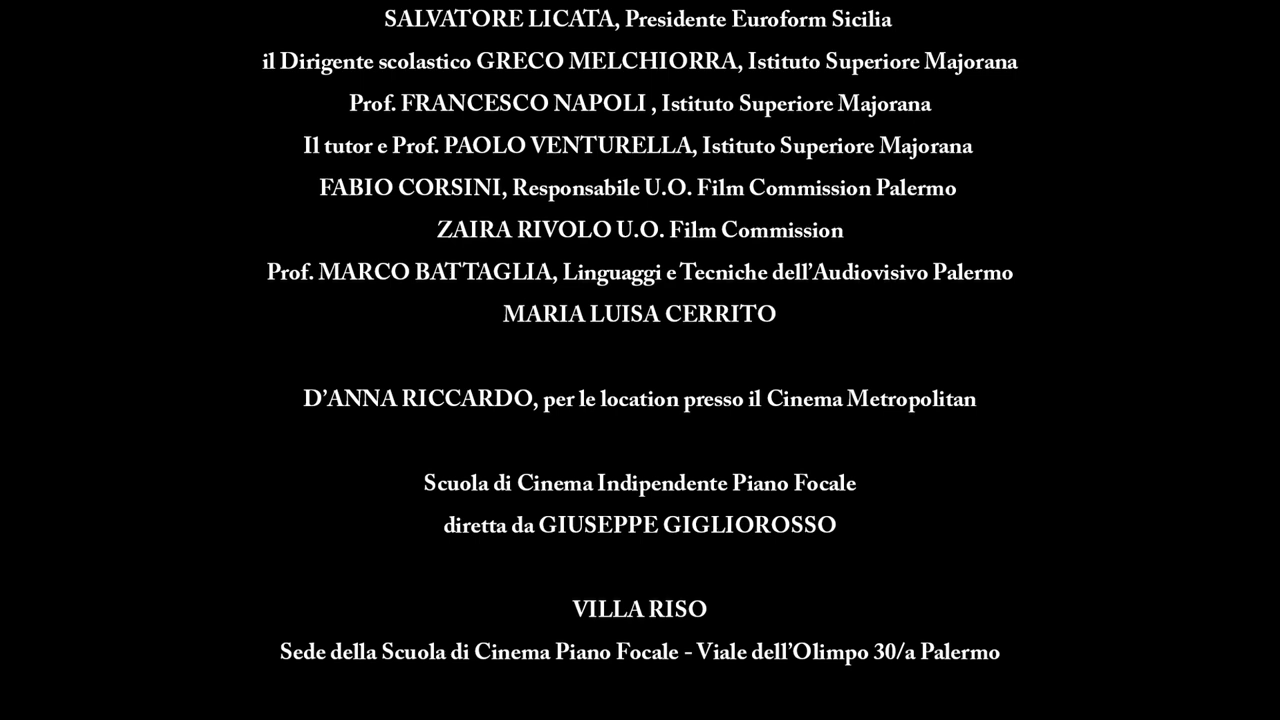 SALVATORE LICATA, Presidente Euroform Sicilia
il Dirigente scolastico GRECO MELCHIORRA, Istituto Superiore Majorana
Prof. FRANCESCO NAPOLI , Istituto Superiore Majorana
Il tutor e Prof. PAOLO VENTURELLA, Istituto Superiore Majorana
FABIO CORSINI, Responsabile U.O. Film Commission Palermo
ZAIRA RIVOLO U.O. Film Commission
Prof. MARCO BATTAGLIA, Linguaggi e Tecniche dell’Audiovisivo Palermo
MARIA LUISA CERRITO
D’ANNA RICCARDO, per le location presso il Cinema Metropolitan
Scuola di Cinema Indipendente Piano Focale
diretta da GIUSEPPE GIGLIOROSSO
VILLA RISO
Sede della Scuola di Cinema Piano Focale - Viale dell’Olimpo 30/a Palermo